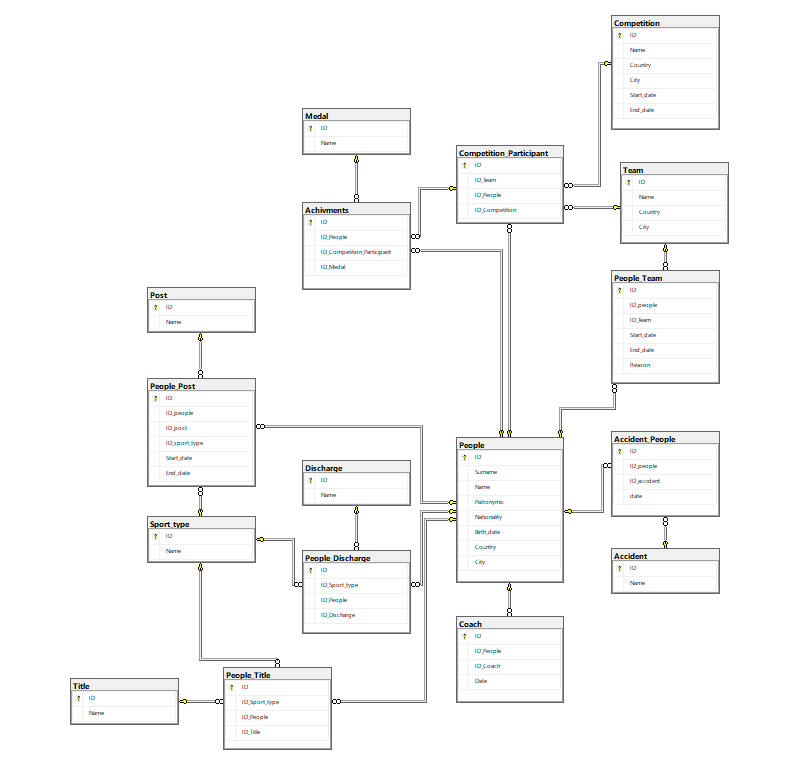 Competition
ID
Name
Country
City
Start_date
End_date
Medal
ID
Name
Competition_Participant
ID
ID_Team
ID_People
ID_Competition
Team
ID
Name
Country
City
Achivments
ID
ID_People
ID_Competition_Participant
ID_Medal
People_Team
ID
ID_people
ID_Team
Start_date
End_date
Reason
Post
ID
Name
People_Post
ID
ID_people
ID_post
ID_sport_type
Start_date
End_date
People
ID
Surname
Name
Patronymic
Nationality
Birth_date
Country
City
Accident_People
ID
ID_people
ID_accident
date
Discharge
ID
Name
Sport_type
ID
Name
People_Discharge
ID
ID_Sport_type
ID_People
ID_Discharge
Accident
ID
Name
Coach
ID
ID_People
ID_Coach
Date
People_Title
ID
ID_Sport_type
ID_People
ID_Title
Title
ID
Name